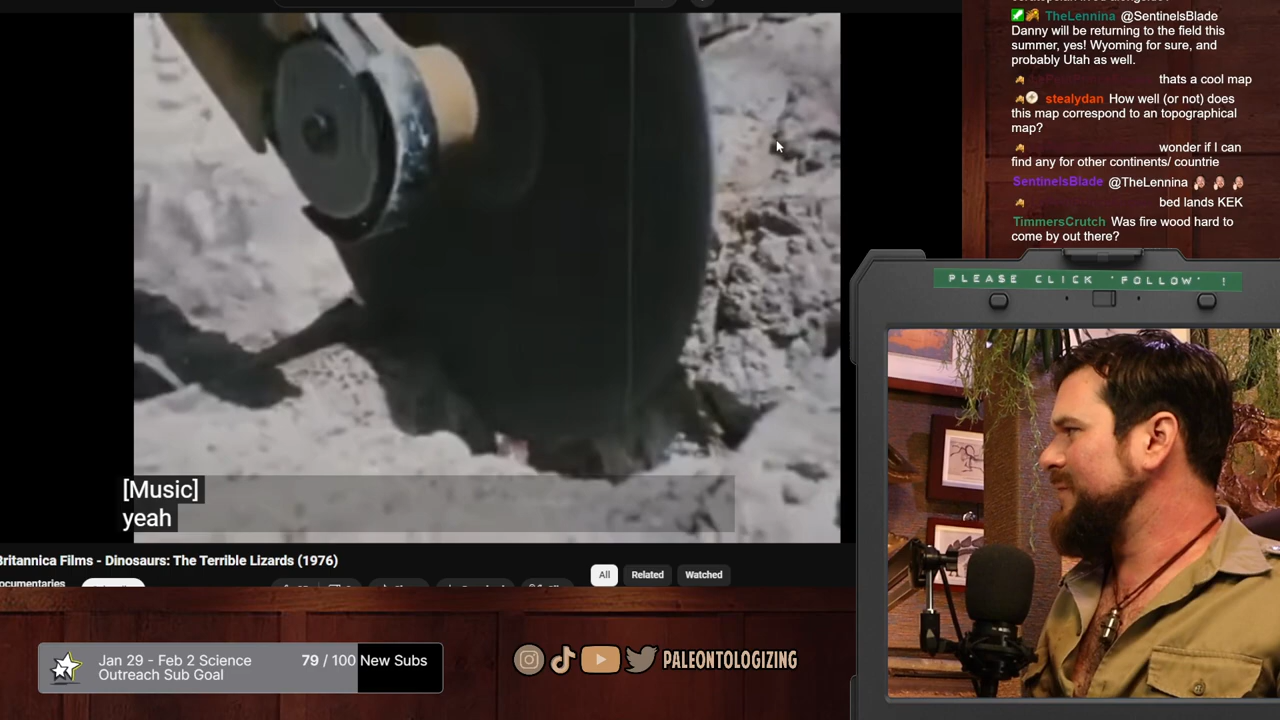 TheLennina @SentinelsBlade
Danny will be returning to the field this
summer, yes! Wyoming for sure, and
probably Utah as well.
thats a cool map
stealydan How well (or not) does
this map correspond to an topographical
map?
wonder if I can
find any for other continents/ countrie
SentinelsBlade @TheLennina
bed lands KEK
TimmersCrutch Was fire wood hard to
come by out there?
PLEASE CLICK 'FOLLOW' !
[Music]
yeah
Britannica Films - Dinosaurs: The Terrible Lizards (1976)
All
Related
Watched
Jan 29 - Feb 2 Science
Outreach Sub Goal
79 / 100 New Subs
PALEONTOLOGIZING